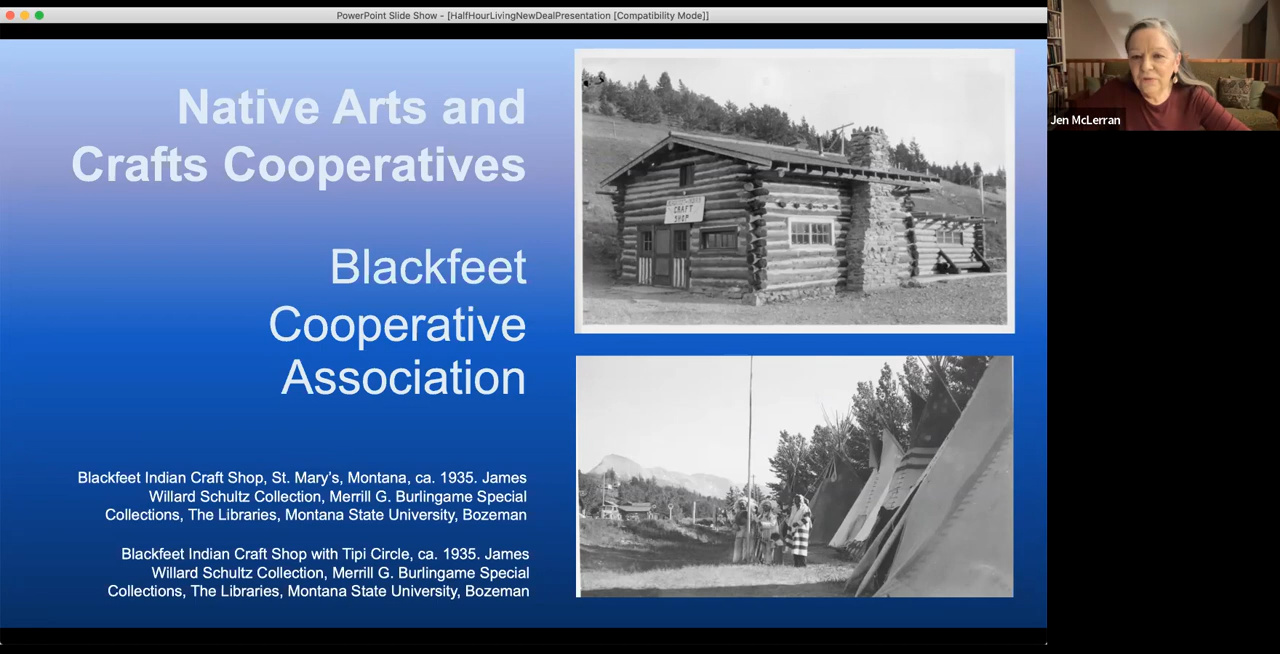 PowerPoint Slide Show - [HalfHourLivingNewDealPresentation [Compatibility Mode]]
Native Arts and
Crafts Cooperatives
Blackfeet
Cooperative
Association
Blackfeet Indian Craft Shop, St. Mary's, Montana, ca. 1935. James
Willard Schultz Collection, Merrill G. Burlingame Special
Collections, The Libraries, Montana State University, Bozeman
Blackfeet Indian Craft Shop with Tipi Circle, ca. 1935. James
Willard Schultz Collection, Merrill G. Burlingame Special
Collections, The Libraries, Montana State University, Bozeman
CRAFT
SHOP
Jen McLerran